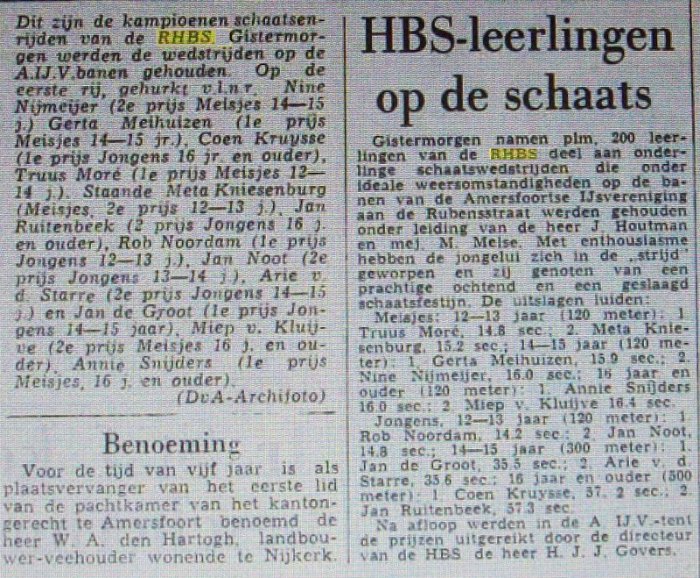 Dit zijn de kampioenen schaatsen-
rijden van de RHBS. Gistermor-
gen werden de wedstrijden op de
A.IJ.V.banen gehouden. Op de
eerste rij, gehurkt v.l.n.r. Nine
Nijmeijer (2e prijs Meisjes 14—15
j.) Gerta Meihuizen (1e prijs
Meisjes 14—15 jr.), Coen Kruysse
(1e prijs Jongens 16 jr. en ouder),
Truus Moré (1e prijs Meisjes 12—
14 j.). Staande Meta Kniesenburg
(Meisjes, 2e prijs 12—13 j.), Jan
Ruitenbeek (2 prijs Jongens 16 j.
en ouder), Rob Noordam (1e prijs
Jongens 12—13 j.), Jan Noot (2e
prijs Jongens 13—14 j.), Arie v.
d. Starre (2e prijs Jongens 14—15
j.) en Jan de Groot (1e prijs Jon-
gens 14—15 jaar), Miep v. Kluij-
ve (2e prijs Meisjes 16 j. en ou-
der), Annie Snijders (1e prijs
Meisjes, 16 j. en ouder).
(DvA-Archiffoto)
Benoeming
Voor de tijd van vijf jaar is als
plaatsvervanger van het eerste lid
van de pachtkamer van het kanton-
gerecht te Amersfoort benoemd de
heer W. A. den Hartogh, landbou-
wer-veehouder wonende te Nijkerk.
HBS-leerlingen
op de schaats
Gistermorgen namen plm. 200 leer-
lingen van de RHBS deel aan onder-
linge schaatswedstrijden die onder
ideale weersomstandigheden op de ba-
nen van de Amersfoortse IJsvereniging
aan de Rubensstraat werden gehouden
onder leiding van de heer J. Houtman
en mej. M. Melse. Met enthousiasme
hebben de jongelui zich in de „strijd"
geworpen en zij genoten van een
prachtige ochtend en een geslaagd
schaatsfestijn. De uitslagen luiden:
Meisjes: 12—13 jaar (120 meter): 1
Truus Moré, 14.8 sec.; 2 Meta Knie-
senburg, 15.2 sec.; 14—15 jaar (120 me-
ter): 1. Gerta Meihuizen, 15.9 sec.; 2.
Nine Nijmeijer, 16.0 sec.; 16 jaar en
ouder (120 meter): 1. Annie Snijders
16.0 sec.; 2 Miep v. Kluijve 16.4 sec.
Jongens, 12—13 jaar (120 meter): 1.
Rob Noordam, 14.2 sec.; 2 Jan Noot,
14.8 sec.; 14—15 jaar (300 meter): 1.
Jan de Groot, 35.5 sec.; 2 Arie v. d.
Starre, 35.6 sec.; 16 jaar en ouder (500
meter): 1 Coen Kruysse, 57.2 sec.; 2
Jan Ruitenbeek, 57.3 sec.
Na afloop werden in de A. IJ.V.-tent
de prijzen uitgereikt door de directeur
van de HBS de heer H. J. J. Govers.